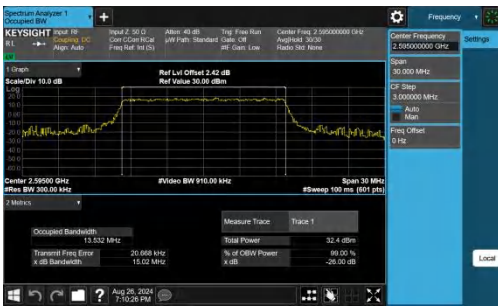 Spectrum Analyzer 1
Occupied BW
Frequency
KEYSIGHT Input: RF
Coupling: DC
Align: Auto
Input Z: 50 Ω
Corr CCorr RCal
Freq Ref: Int (S)
Atten: 40 dB
µW Path: Standard
Trig: Free Run
Gate: Off
#IF Gain: Low
Center Freq: 2.595000000 GHz
Avg|Hold: 30/30
Radio Std: None
Center Frequency
2.595000000 GHz
Settings
Span
30.000 MHz
CF Step
3.000000 MHz
Auto
Man
Freq Offset
0 Hz
Local
1 Graph
Scale/Div 10.0 dB
Ref Lvl Offset 2.42 dB
Ref Value 30.00 dBm
Log
Center 2.59500 GHz
#Res BW 300.00 kHz
#Video BW 910.00 kHz
Span 30 MHz
#Sweep 100 ms (601 pts)
2 Metrics
Measure Trace Trace 1
Occupied Bandwidth
13.532 MHz
Total Power 32.4 dBm
Transmit Freq Error 20.668 kHz
% of OBW Power 99.00 %
x dB Bandwidth 15.02 MHz
x dB -26.00 dB
Aug 26, 2024
7:10:26 PM